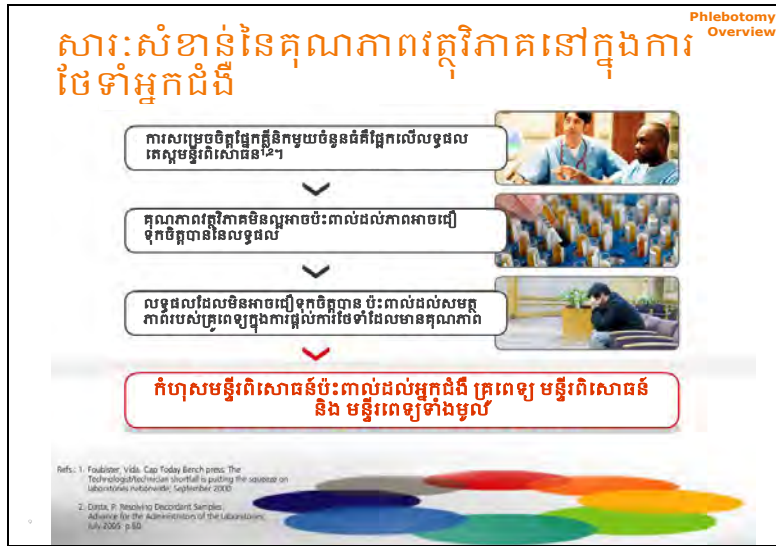 Phlebotomy
Overview
សារៈសំខាន់នៃគុណភាពវត្ថុវិភាគនៅក្នុងការ
ថែទាំអ្នកជំងឺ
ការសម្រេចចិត្តផ្នែកគ្លីនិកមួយចំនួនធំគឺផ្អែកលើលទ្ធផល
តេស្តមន្ទីរពិសោធន៍1,2។
គុណភាពវត្ថុវិភាគមិនល្អអាចប៉ះពាល់ដល់ភាពអាចជឿ
ទុកចិត្តបាននៃលទ្ធផល
លទ្ធផលដែលមិនអាចជឿទុកចិត្តបាន ប៉ះពាល់ដល់សមត្ថ
ភាពរបស់គ្រូពេទ្យក្នុងការផ្តល់ការថែទាំដែលមានគុណភាព
កំហុសមន្ទីរពិសោធន៍ប៉ះពាល់ដល់អ្នកជំងឺ គ្រូពេទ្យ មន្ទីរពិសោធន៍
និង មន្ទីរពេទ្យទាំងមូល
Refs.: 1. Foubister, Vida. Cap Today Bench press: The
Technologist/technician shortfall is putting the squeeze on
laboratories nationwide; September 2000
2. Dasta, P. Resolving Discordant Samples.
Advance for the Administrators of the Laboratories;
July 2005: p.60